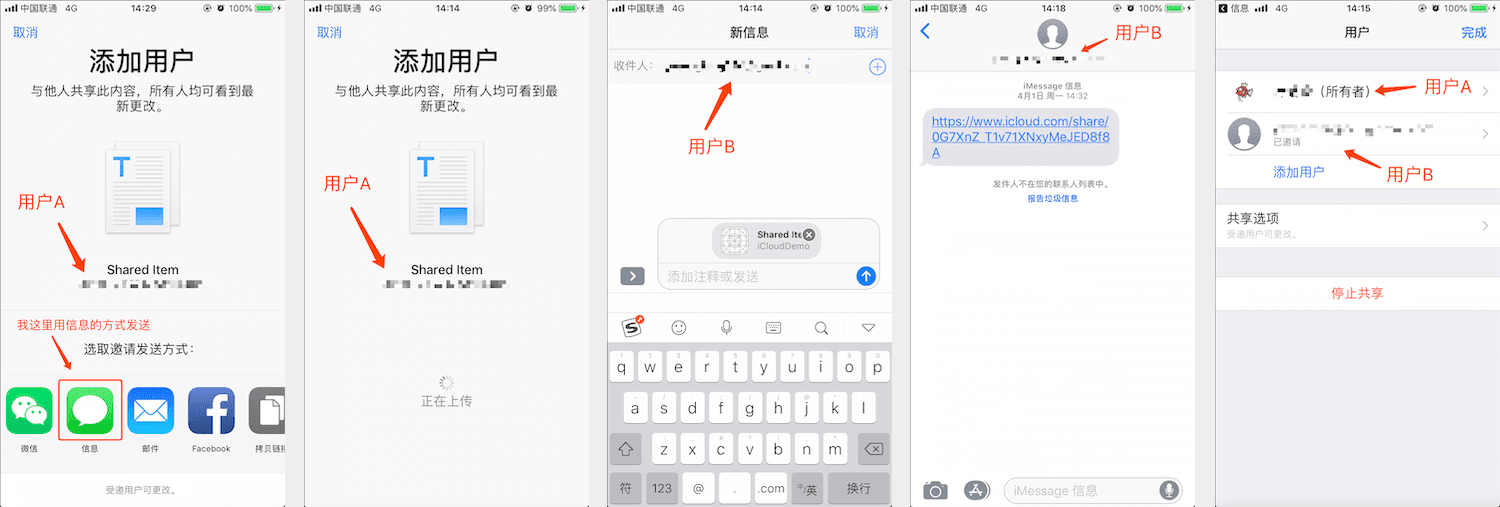 中国联通 4G 14:29 100%
取消
添加用户
与他人共享此内容，所有人均可看到最
新更改。
用户A
Shared Item
我这里用信息的方式发送
选取邀请发送方式：
微信 信息 邮件 Facebook 拷贝链接
受邀用户可更改。
中国联通 4G 14:14 99%
取消
添加用户
与他人共享此内容，所有人均可看到最
新更改。
用户A
Shared Item
正在上传
中国联通 4G 14:14 100%
新信息 取消
收件人：
用户B
Shared Ite
iCloudDemo
添加注释或发送
q w e r t y u i o p
a s d f g h j k l
z x c v b n m
符 123 @ . .com 中/英 换行
中国联通 4G 14:18 100%
用户B
iMessage 信息
4月1日 周一 14:32
https://www.icloud.com/share/
0G7XnZ_T1v71XNxyMeJED8f8
A
发件人不在您的联系人列表中。
报告垃圾信息
iMessage 信息
信息 4G 14:15 100%
用户 完成
（所有者） 用户A
已邀请
添加用户 用户B
共享选项
受邀用户可更改。
停止共享